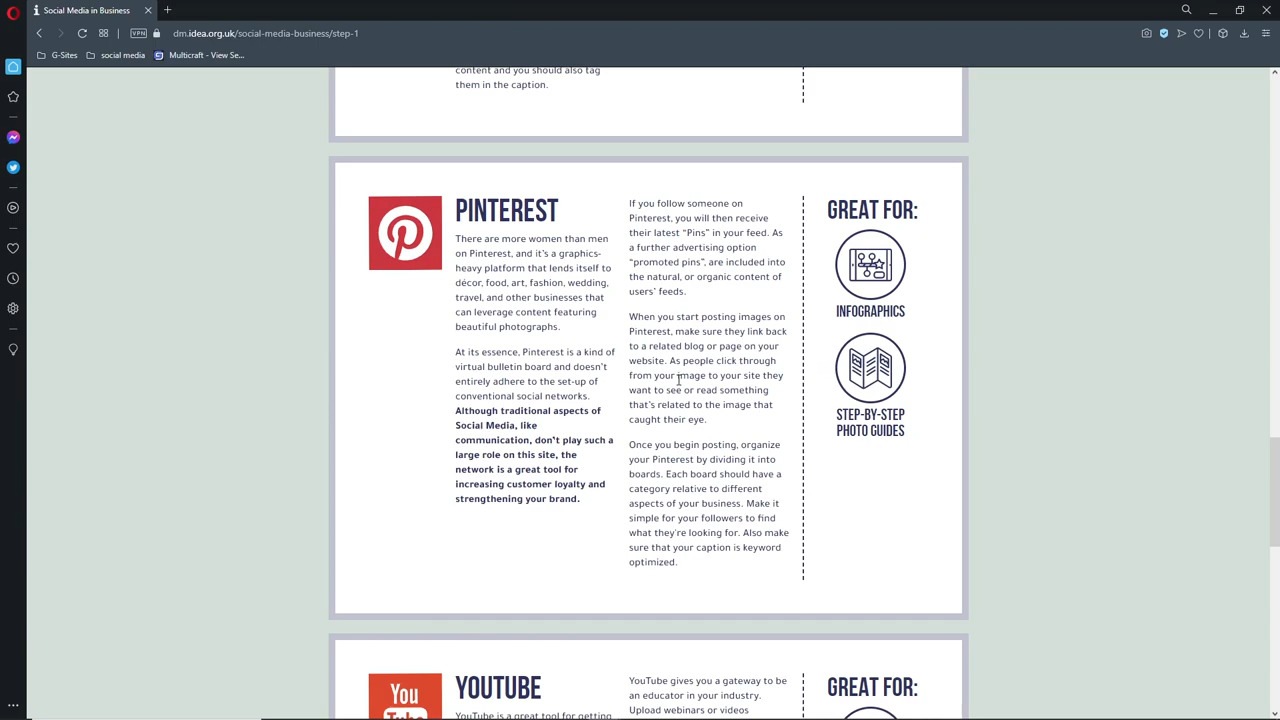 Social Media in Business
VPN
dm.idea.org.uk/social-media-business/step-1
G-Sites
social media
Multicraft - View Se...
content and you should also tag
them in the caption.
PINTEREST
There are more women than men
on Pinterest, and it's a graphics-
heavy platform that lends itself to
décor, food, art, fashion, wedding,
travel, and other businesses that
can leverage content featuring
beautiful photographs.
At its essence, Pinterest is a kind of
virtual bulletin board and doesn't
entirely adhere to the set-up of
conventional social networks.
Although traditional aspects of
Social Media, like
communication, don't play such a
large role on this site, the
network is a great tool for
increasing customer loyalty and
strengthening your brand.
If you follow someone on
Pinterest, you will then receive
their latest “Pins” in your feed. As
a further advertising option
“promoted pins”, are included into
the natural, or organic content of
users’ feeds.
When you start posting images on
Pinterest, make sure they link back
to a related blog or page on your
website. As people click through
from your image to your site they
want to see or read something
that's related to the image that
caught their eye.
Once you begin posting, organize
your Pinterest by dividing it into
boards. Each board should have a
category relative to different
aspects of your business. Make it
simple for your followers to find
what they're looking for. Also make
sure that your caption is keyword
optimized.
GREAT FOR:
INFOGRAPHICS
STEP-BY-STEP
PHOTO GUIDES
You
Tube
YOUTUBE
YouTube is a great tool for getting
YouTube gives you a gateway to be
an educator in your industry.
Upload webinars or videos
GREAT FOR: